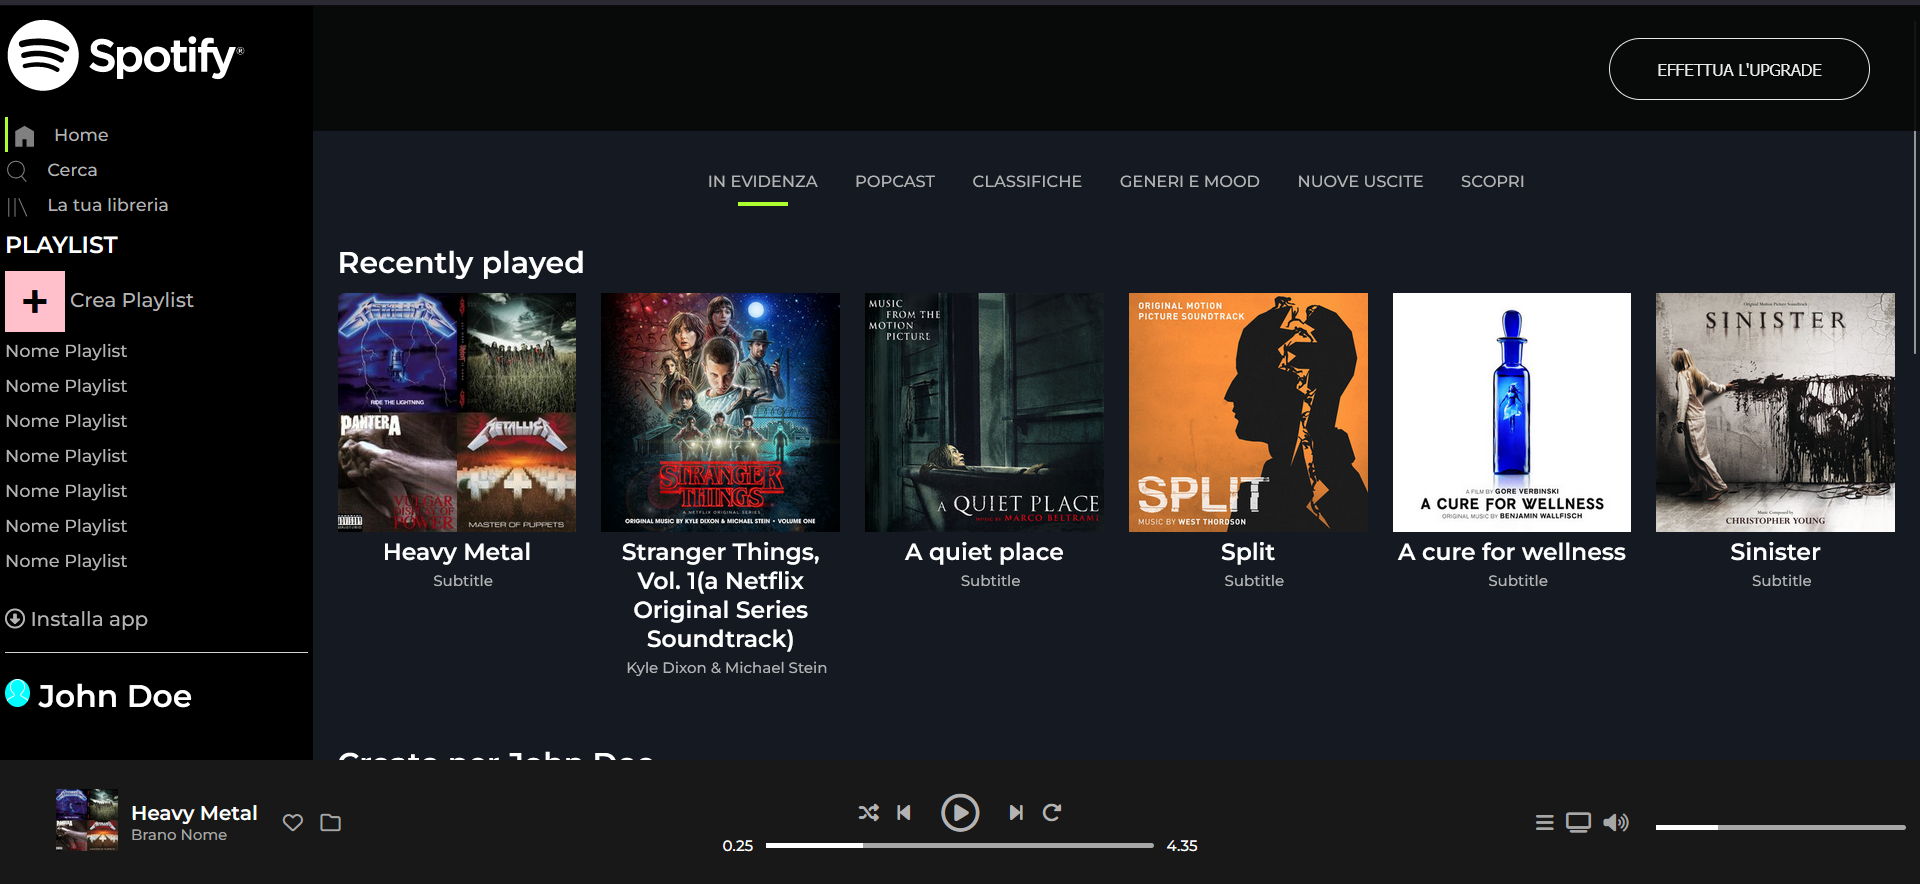 Spotify®
EFFETTUA L'UPGRADE
Home
Cerca
La tua libreria
PLAYLIST
Crea Playlist
Nome Playlist
Nome Playlist
Nome Playlist
Nome Playlist
Nome Playlist
Nome Playlist
Nome Playlist
Installa app
John Doe
IN EVIDENZA
POPCAST
CLASSIFICHE
GENERI E MOOD
NUOVE USCITE
SCOPRI
Recently played
METALLICA
RIDE THE LIGHTNING
PANTERA
VULGAR
DISPLAY OF
POWER
METALLICA
MASTER OF PUPPETS
Heavy Metal
Subtitle
STRANGER
THINGS
A NETFLIX ORIGINAL SERIES
ORIGINAL MUSIC BY KYLE DIXON & MICHAEL STEIN • VOLUME ONE
Stranger Things,
Vol. 1(a Netflix
Original Series
Soundtrack)
Kyle Dixon & Michael Stein
MUSIC
FROM THE
MOTION
PICTURE
A QUIET PLACE
MUSIC BY MARCO BELTRAMI
A quiet place
Subtitle
ORIGINAL MOTION
PICTURE SOUNDTRACK
SPLIT
MUSIC BY WEST THORDSON
Split
Subtitle
A FILM BY GORE VERBINSKI
A CURE FOR WELLNESS
ORIGINAL MUSIC BY BENJAMIN WALLFISCH
A cure for wellness
Subtitle
Original Motion Picture Soundtrack
SINISTER
Music Composed by
CHRISTOPHER YOUNG
Sinister
Subtitle
Create per John Doe
Heavy Metal
Brano Nome
0.25
4.35